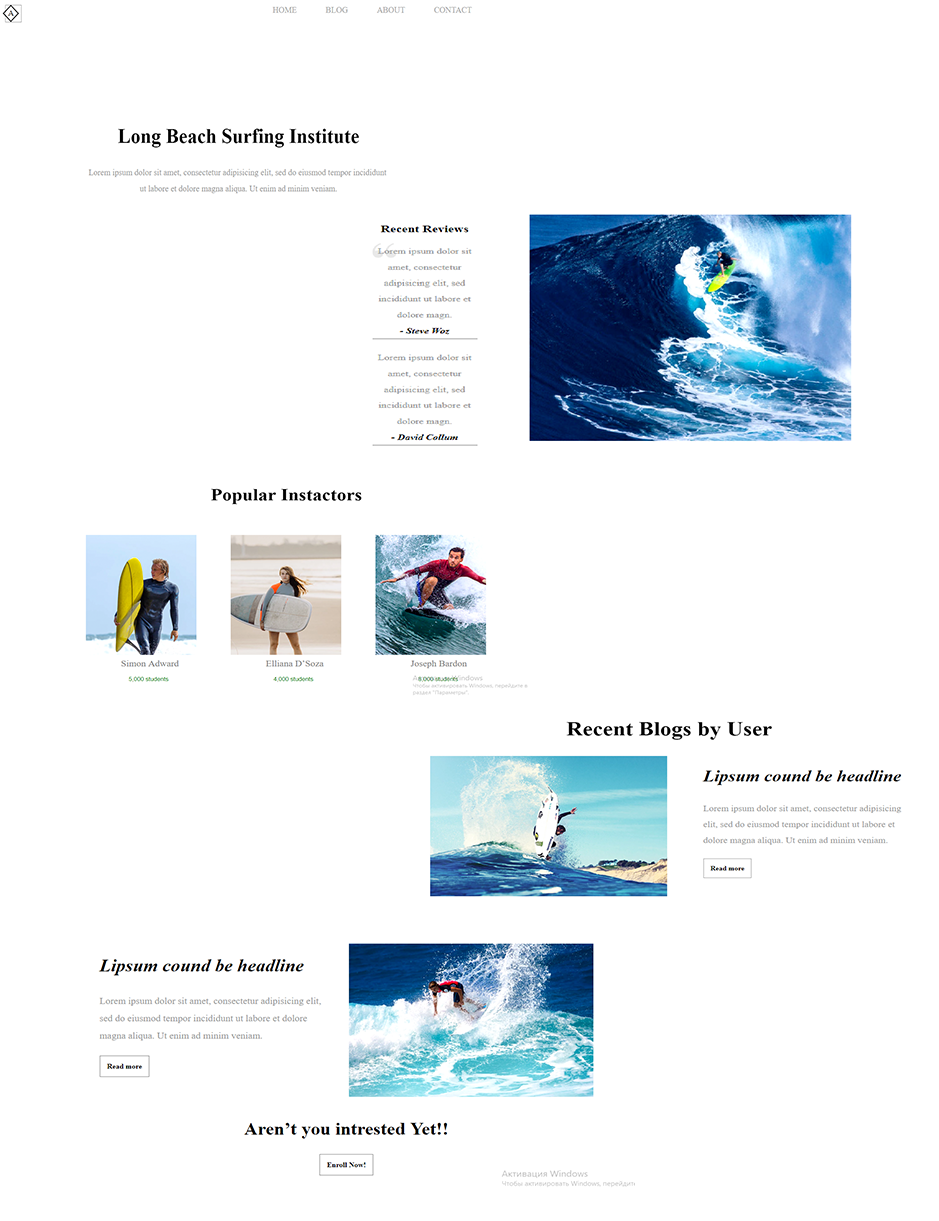 A
HOME BLOG ABOUT CONTACT
Long Beach Surfing Institute
Lorem ipsum dolor sit amet, consectetur adipisicing elit, sed do eiusmod tempor incididunt
ut labore et dolore magna aliqua. Ut enim ad minim veniam.
Recent Reviews
“
Lorem ipsum dolor sit
amet, consectetur
adipisicing elit, sed
incididunt ut labore et
dolore magn.
- Steve Woz
Lorem ipsum dolor sit
amet, consectetur
adipisicing elit, sed
incididunt ut labore et
dolore magn.
- David Collum
Popular Instactors
Simon Adward
5,000 students
Elliana D’Soza
4,000 students
Joseph Bardon
8,000 students
Windows
Чтобы активировать Windows, перейдите в
раздел "Параметры".
Recent Blogs by User
Lipsum cound be headline
Lorem ipsum dolor sit amet, consectetur adipisicing
elit, sed do eiusmod tempor incididunt ut labore et
dolore magna aliqua. Ut enim ad minim veniam.
Read more
Lipsum cound be headline
Lorem ipsum dolor sit amet, consectetur adipisicing elit,
sed do eiusmod tempor incididunt ut labore et dolore
magna aliqua. Ut enim ad minim veniam.
Read more
Aren’t you intrested Yet!!
Enroll Now!
Активация Windows
Чтобы активировать Windows, перейдите